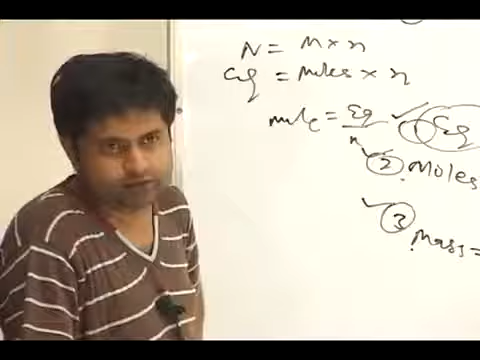 N = M × n
Eq = moles × n
mole = Eq / n ① Eq
② Moles
③ Mass =